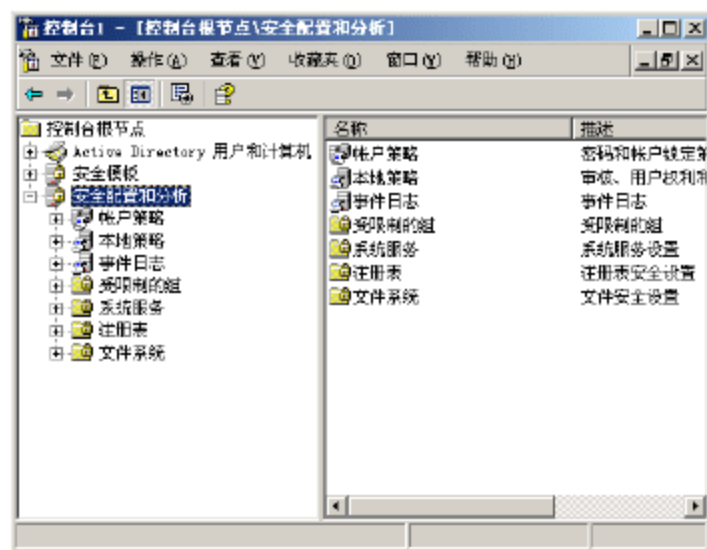 控制台1 - [控制台根节点\安全配置和分析]
文件(F) 操作(A) 查看(V) 收藏夹(O) 窗口(W) 帮助(H)
控制台根节点
Active Directory 用户和计算机
安全模板
安全配置和分析
帐户策略
本地策略
事件日志
受限制的组
系统服务
注册表
文件系统
名称 描述
帐户策略 密码和帐户锁定策
本地策略 审核、用户权利和
事件日志 事件日志
受限制的组 受限制的组
系统服务 系统服务设置
注册表 注册表安全设置
文件系统 文件安全设置